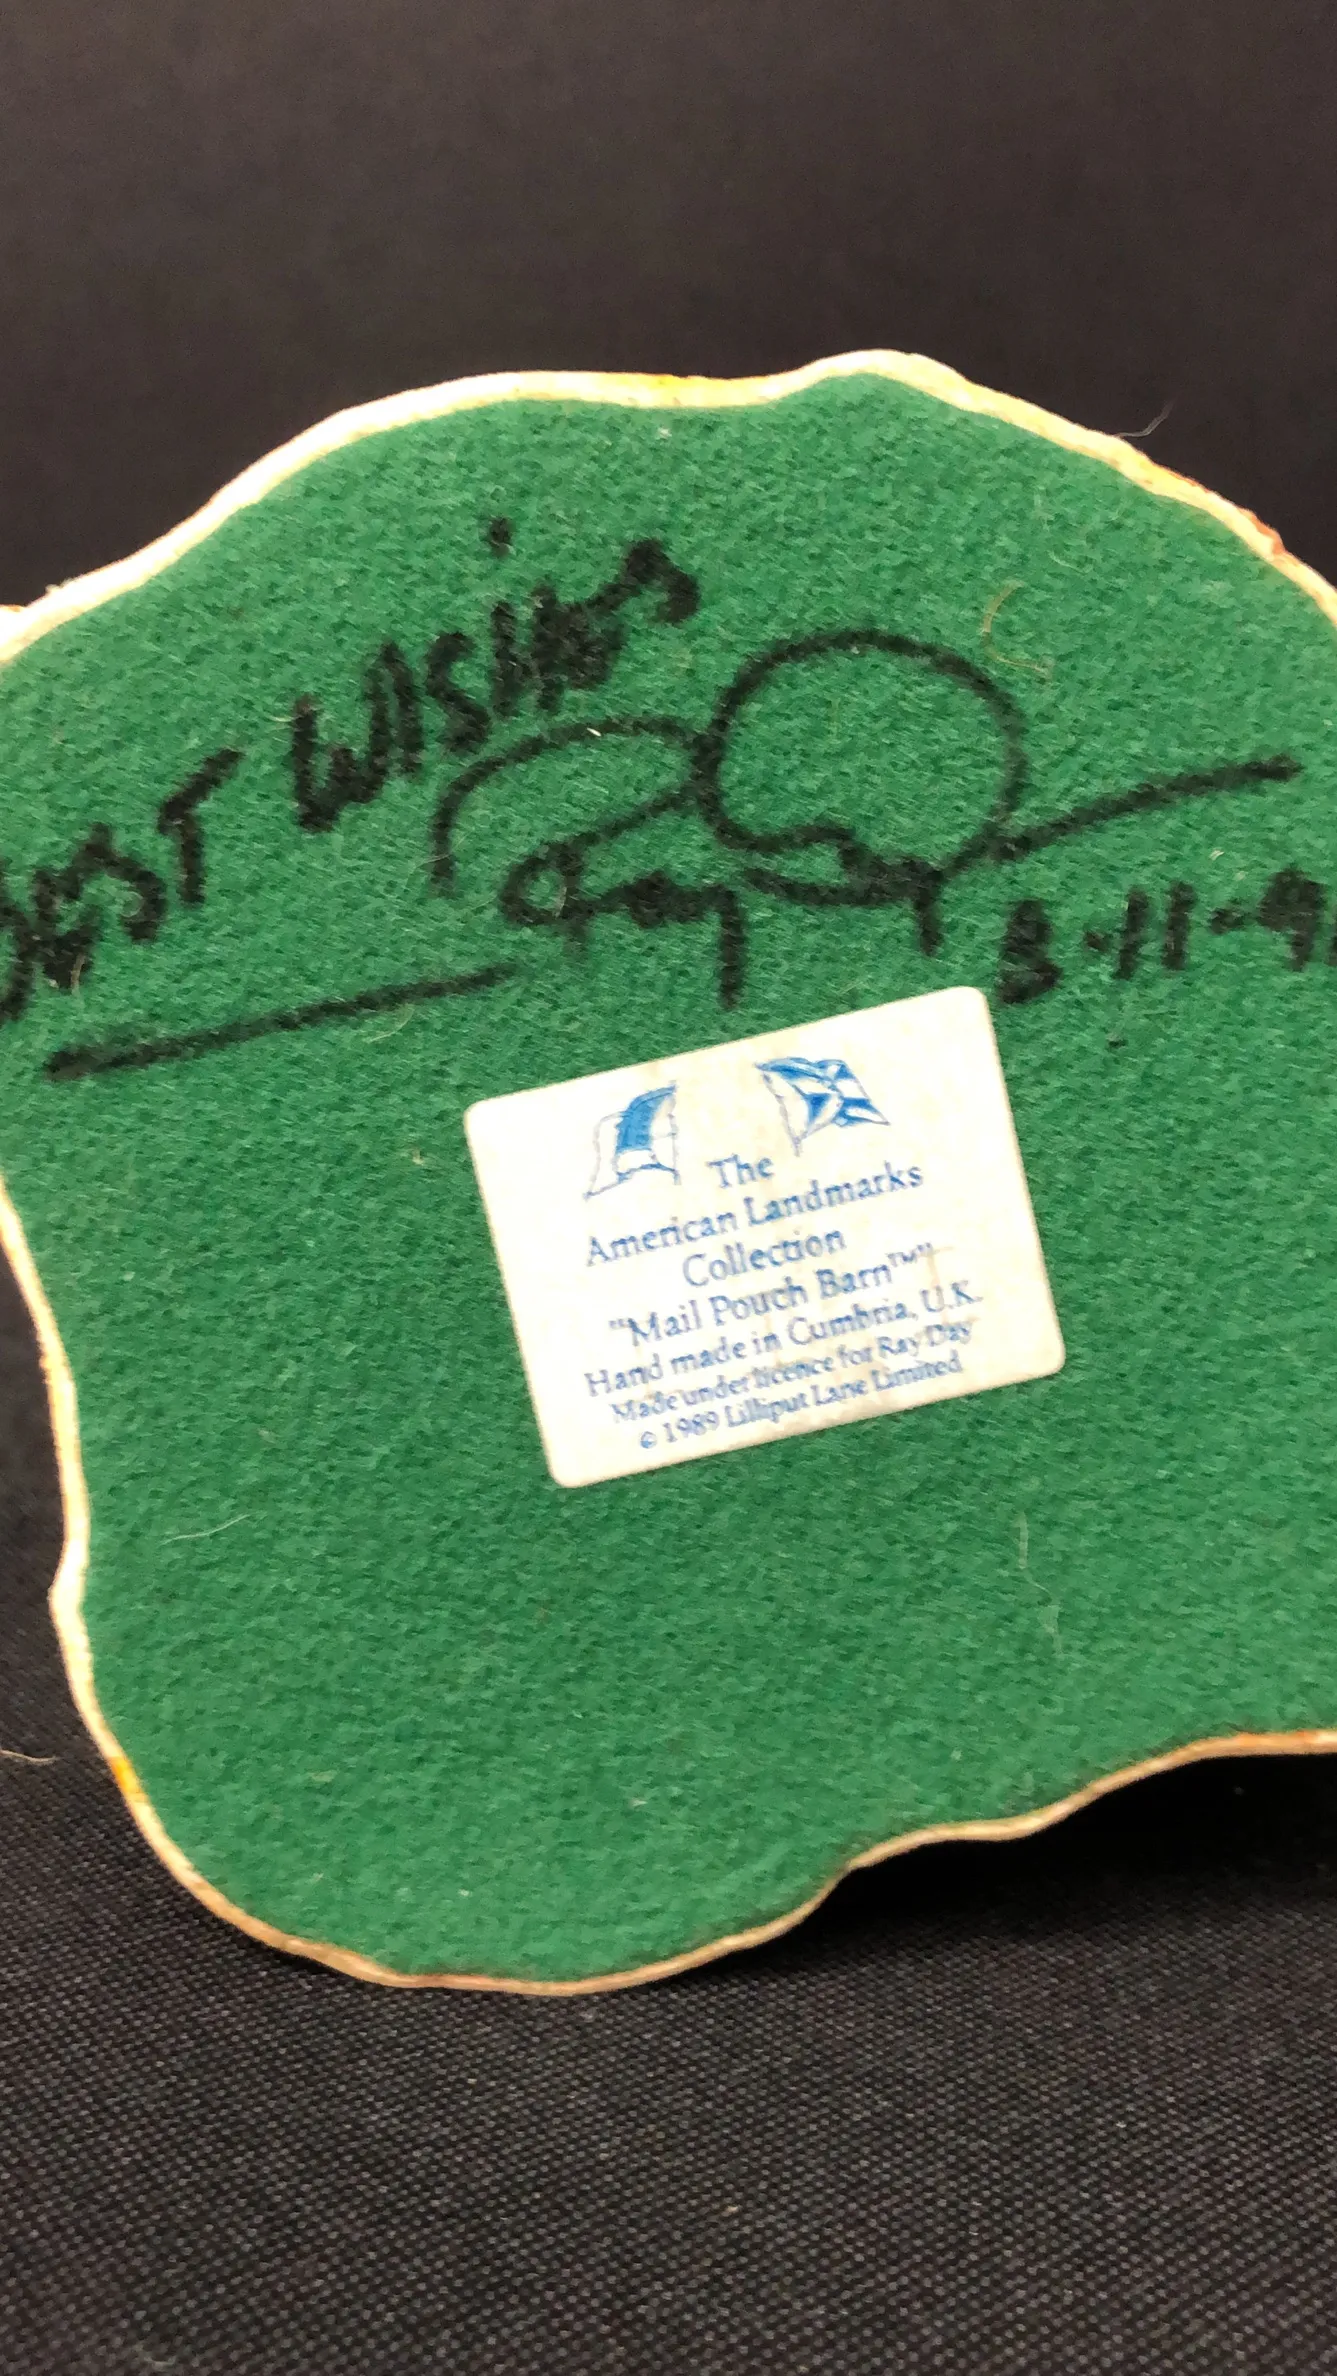 Best Wishes
Ray Day
8-11-9
The
American Landmarks
Collection
"Mail Pouch Barn™"
Hand made in Cumbria, U.K.
Made under licence for Ray Day
© 1989 Lilliput Lane Limited